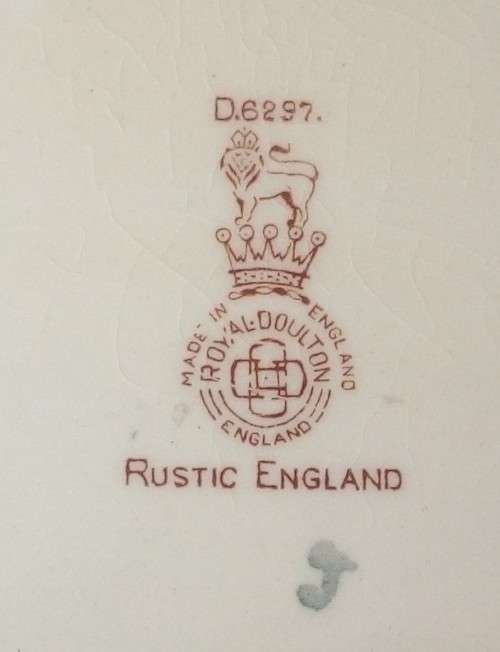 D.6297.
MADE IN ENGLAND
ROYAL·DOULTON
ENGLAND
RUSTIC ENGLAND
J